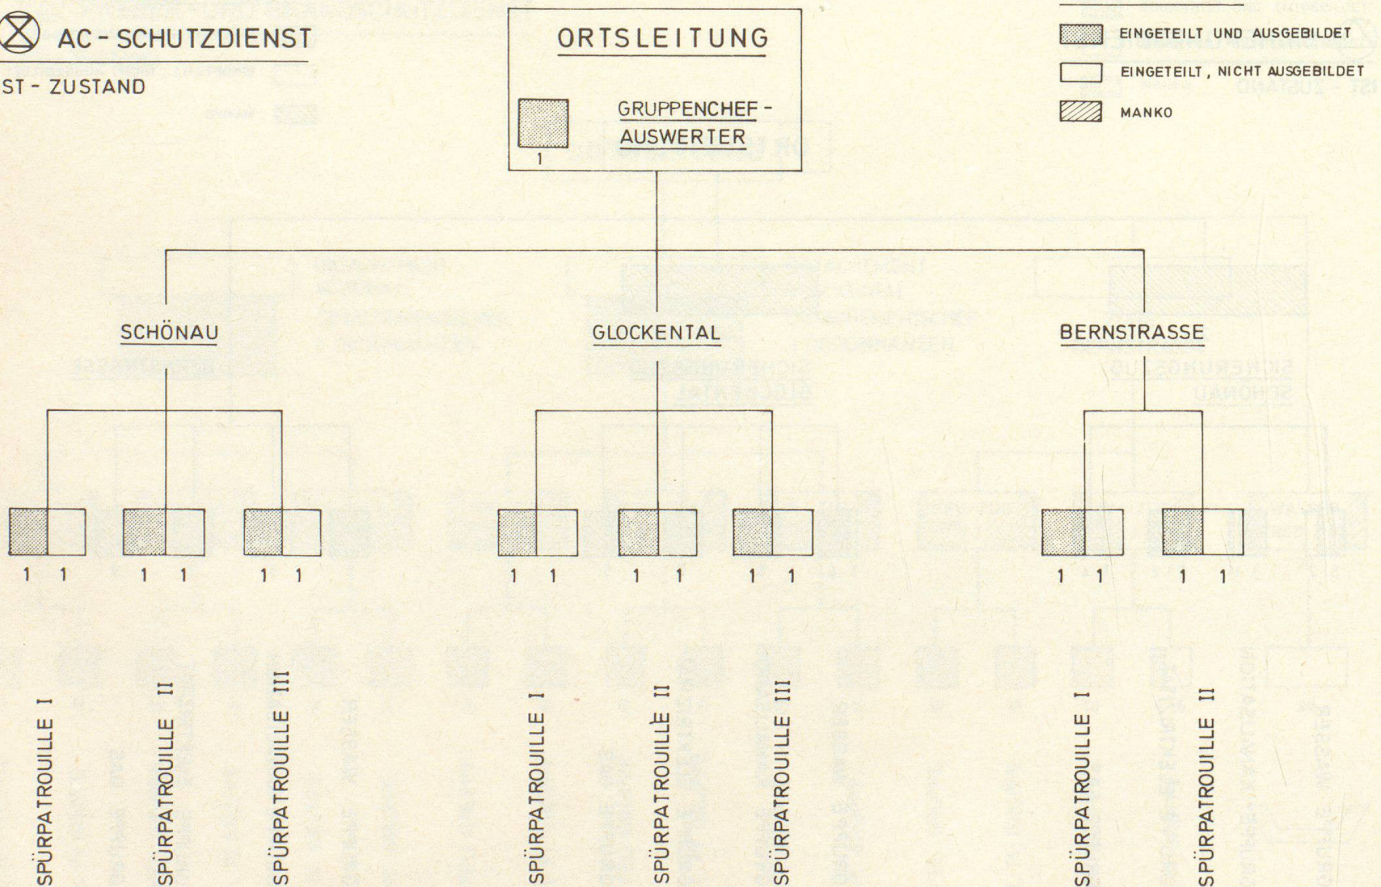 AC - SCHUTZDIENST
IST - ZUSTAND
ORTSLEITUNG
GRUPPENCHEF -
AUSWERTER
1
EINGETEILT UND AUSGEBILDET
EINGETEILT, NICHT AUSGEBILDET
MANKO
SCHÖNAU
GLOCKENTAL
BERNSTRASSE
1 1 1 1 1 1
1 1 1 1 1 1
1 1 1 1
SPÜRPATROUILLE I
SPÜRPATROUILLE II
SPÜRPATROUILLE III
SPÜRPATROUILLE I
SPÜRPATROUILLE II
SPÜRPATROUILLE III
SPÜRPATROUILLE I
SPÜRPATROUILLE II